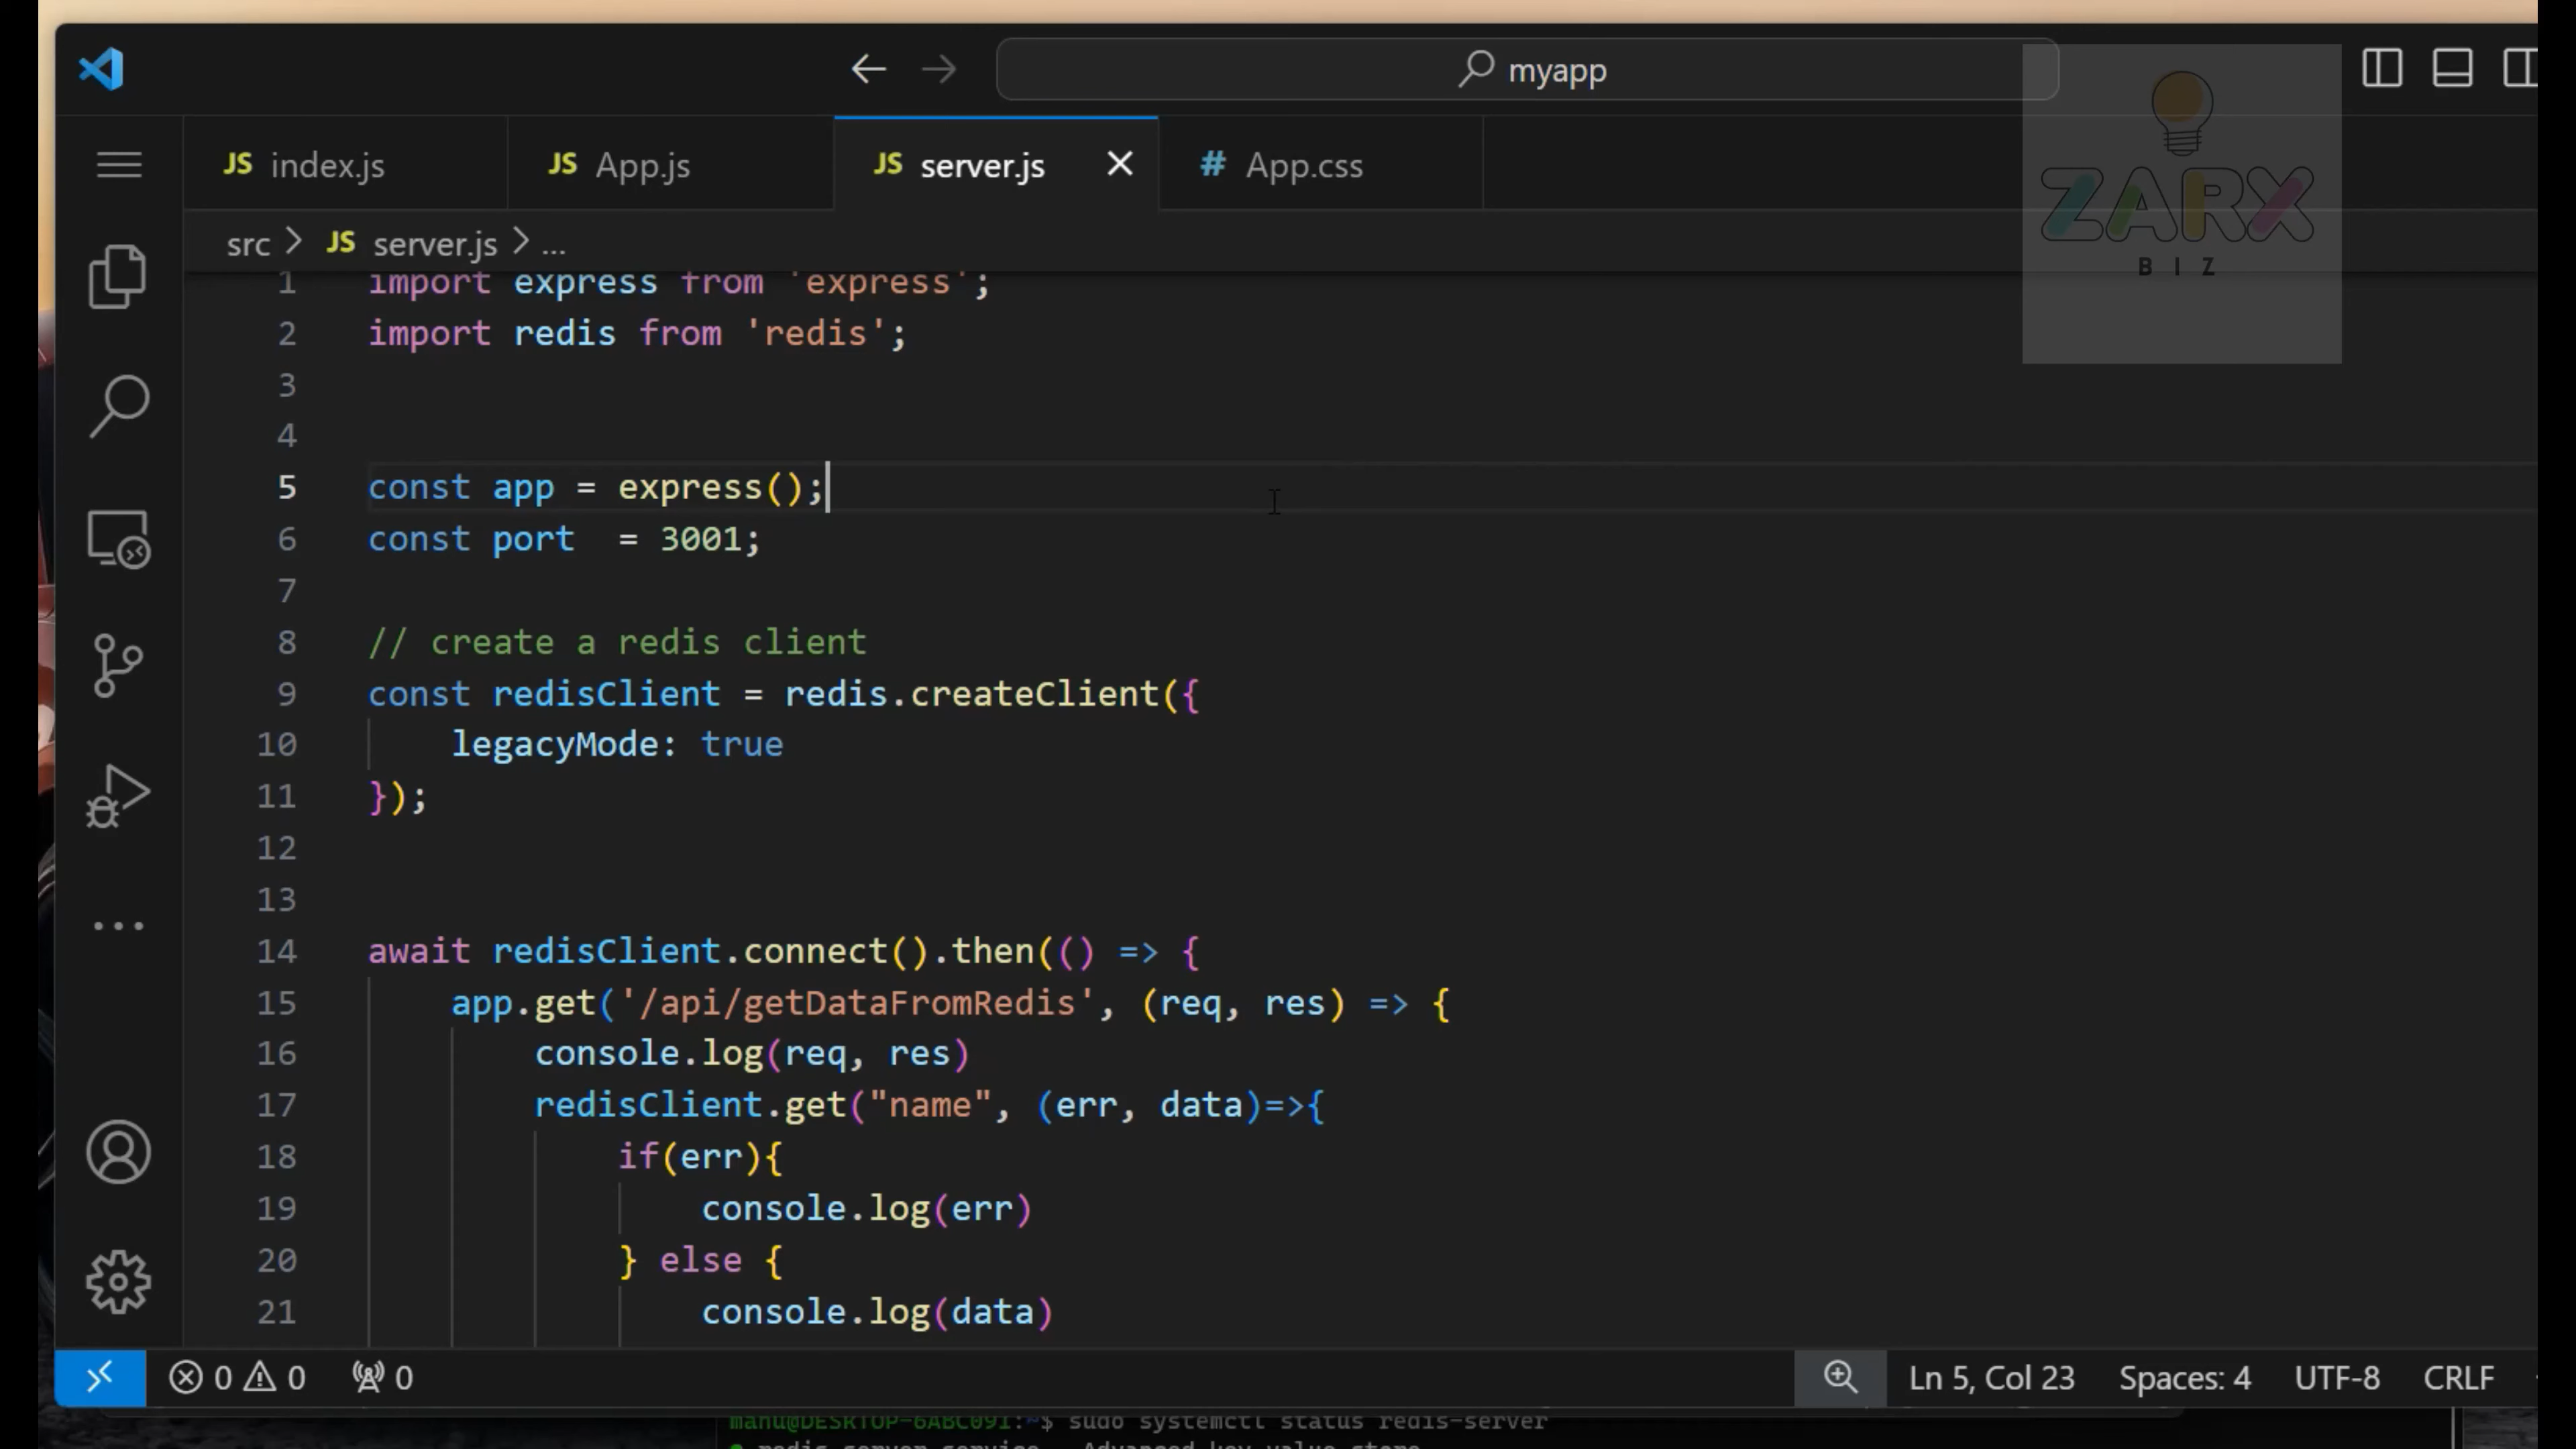 myapp
ZARX
BIZ
JS index.js
JS App.js
JS server.js
# App.css
src > JS server.js > ...
1 import express from 'express';
2 import redis from 'redis';
3
4
5 const app = express();
6 const port  = 3001;
7
8 // create a redis client
9 const redisClient = redis.createClient({
10     legacyMode: true
11 });
12
13
14 await redisClient.connect().then(() => {
15     app.get('/api/getDataFromRedis', (req, res) => {
16         console.log(req, res)
17         redisClient.get("name", (err, data)=>{
18             if(err){
19                 console.log(err)
20             } else {
21                 console.log(data)
0 0 0
Ln 5, Col 23
Spaces: 4
UTF-8
CRLF
manu@DESKTOP-6ABC091:~$ sudo systemctl status redis-server